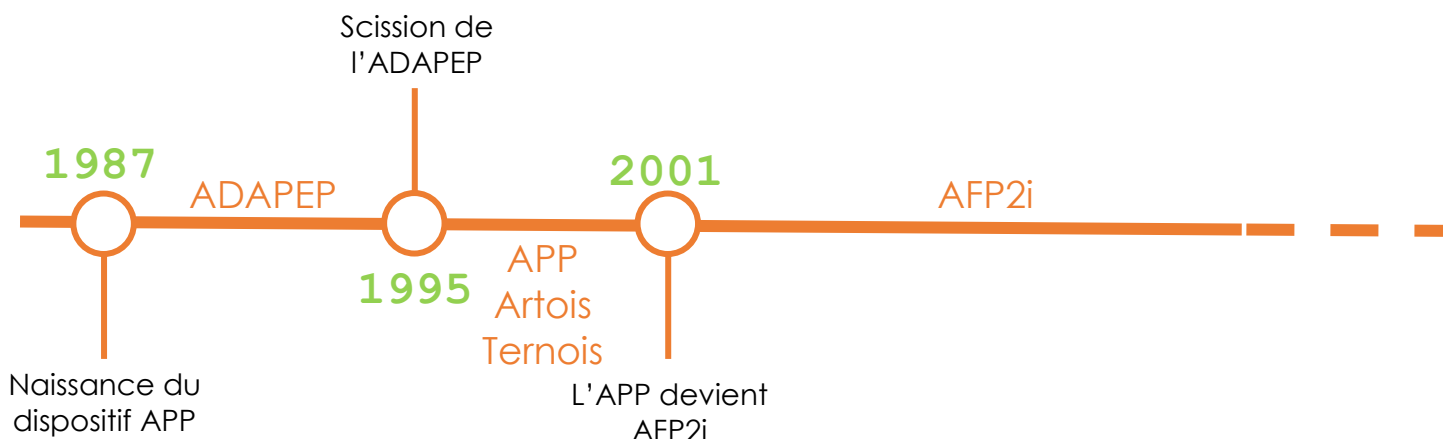 Scission de
l'ADAPEP
1987
ADAPEP
2001
AFP2i
1995
APP
Artois
Ternois
Naissance du
dispositif APP
L'APP devient
AFP2i